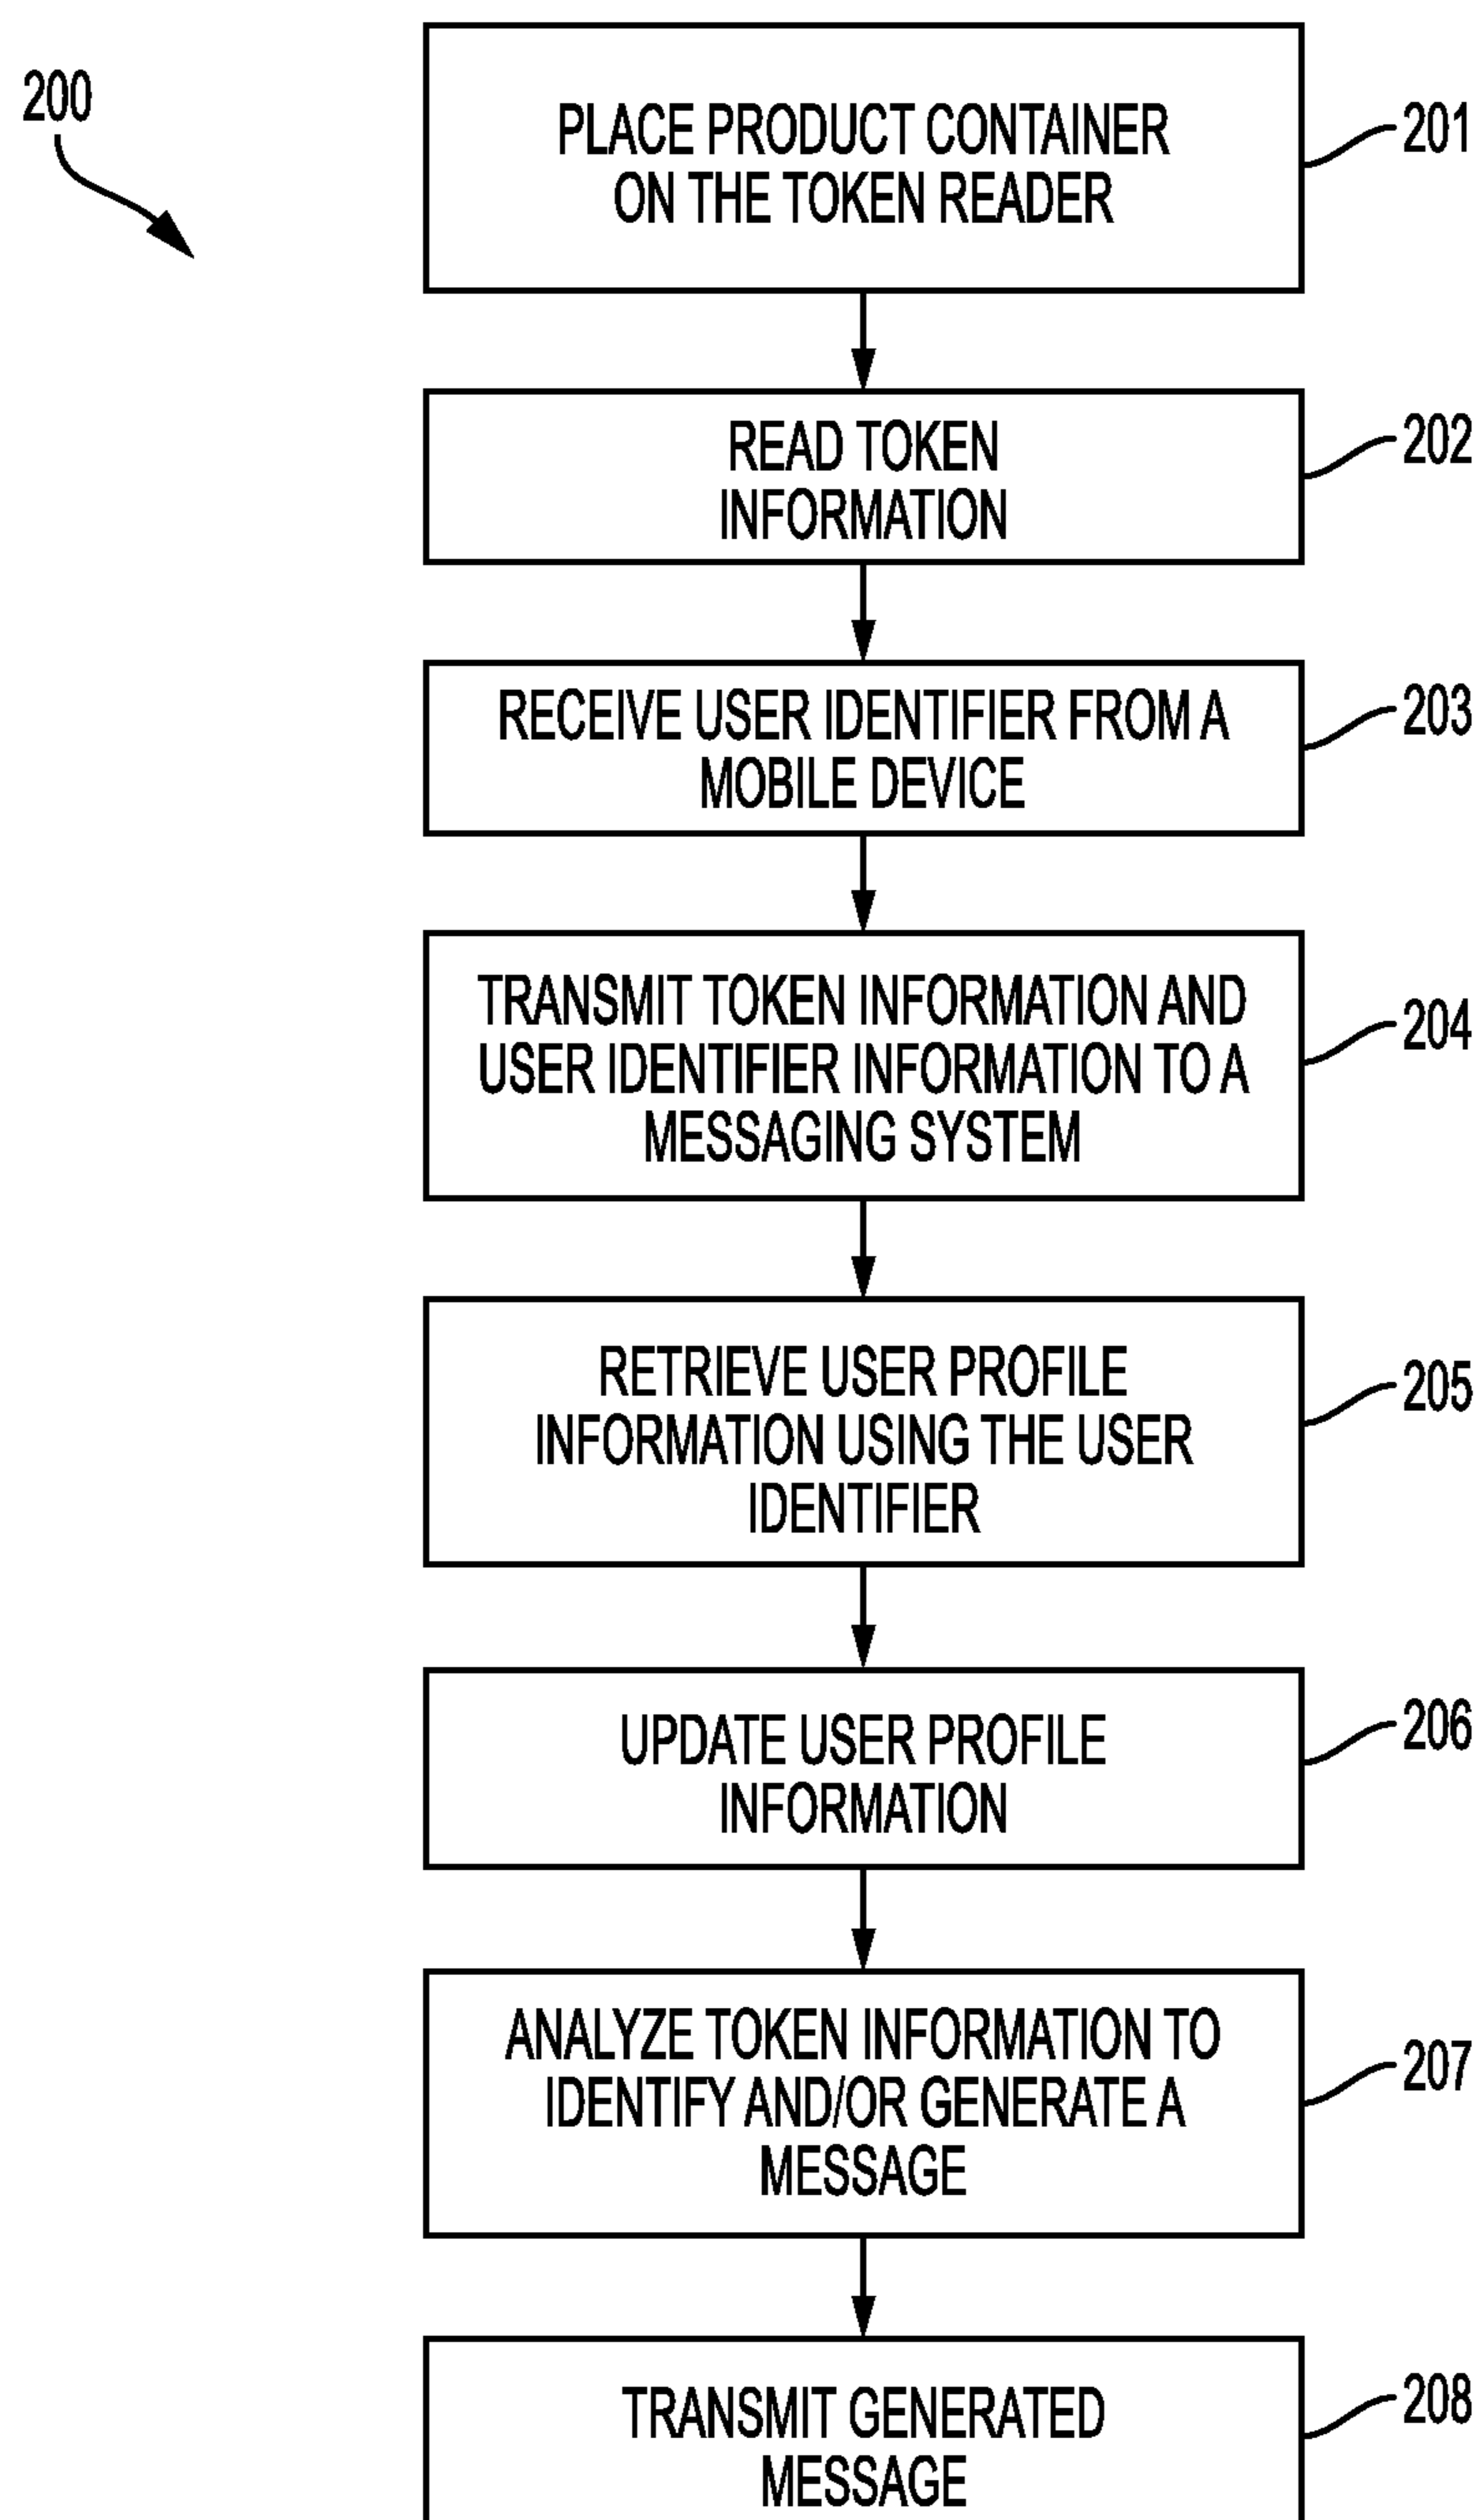 200
PLACE PRODUCT CONTAINER
ON THE TOKEN READER
201
READ TOKEN
INFORMATION
202
RECEIVE USER IDENTIFIER FROM A
MOBILE DEVICE
203
TRANSMIT TOKEN INFORMATION AND
USER IDENTIFIER INFORMATION TO A
MESSAGING SYSTEM
204
RETRIEVE USER PROFILE
INFORMATION USING THE USER
IDENTIFIER
205
UPDATE USER PROFILE
INFORMATION
206
ANALYZE TOKEN INFORMATION TO
IDENTIFY AND/OR GENERATE A
MESSAGE
207
TRANSMIT GENERATED
MESSAGE
208